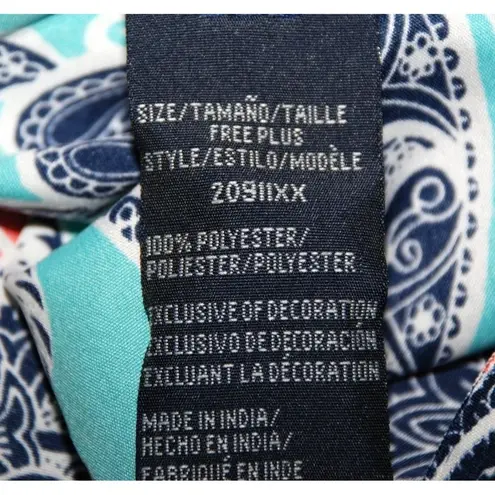 SIZE/TAMAÑO/TAILLE
FREE PLUS
STYLE/ESTILO/MODÈLE
20911XX
100% POLYESTER/
POLIESTER/POLYESTER
EXCLUSIVE OF DECORATION
EXCLUSIVO DE DECORACIÓN
EXCLUANT LA DÉCORATION
MADE IN INDIA/
HECHO EN INDIA/
FABRIQUÉ EN INDE